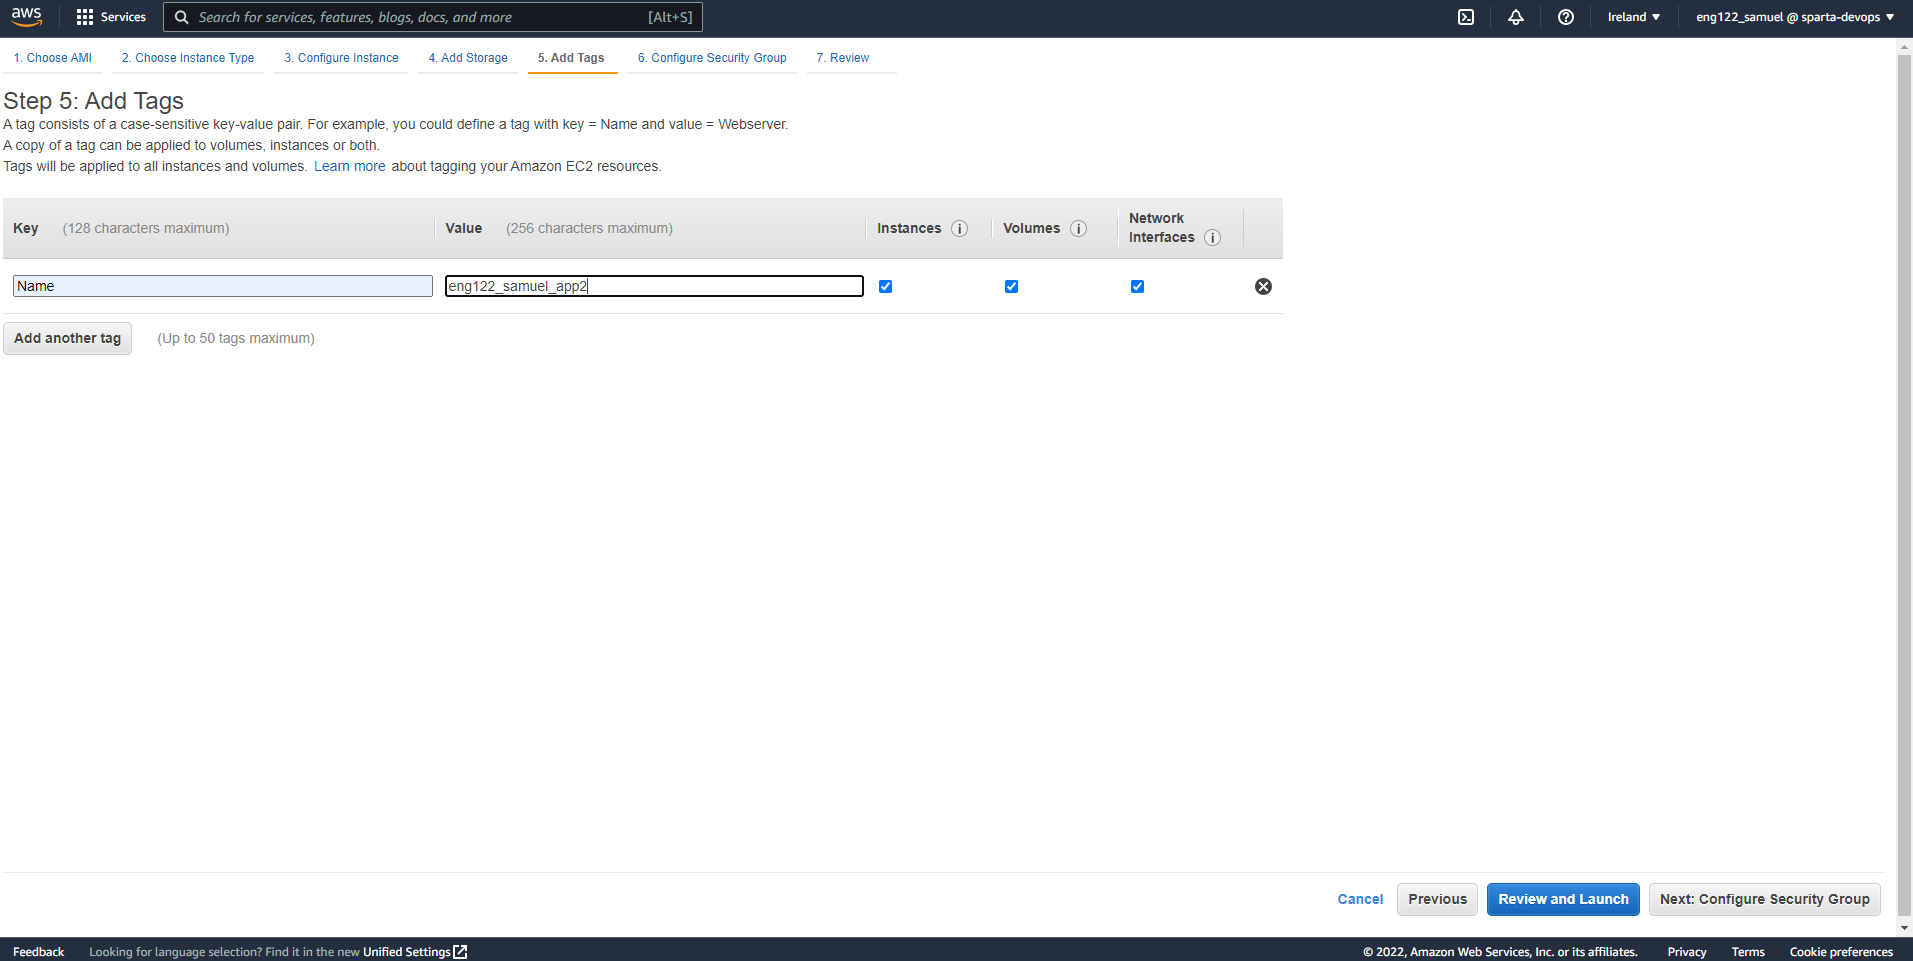 aws Services Search for services, features, blogs, docs, and more [Alt+S] Ireland eng122_samuel @ sparta-devops
1. Choose AMI 2. Choose Instance Type 3. Configure Instance 4. Add Storage 5. Add Tags 6. Configure Security Group 7. Review
Step 5: Add Tags
A tag consists of a case-sensitive key-value pair. For example, you could define a tag with key = Name and value = Webserver.
A copy of a tag can be applied to volumes, instances or both.
Tags will be applied to all instances and volumes. Learn more about tagging your Amazon EC2 resources.
Key (128 characters maximum) Value (256 characters maximum) Instances Volumes Network
Interfaces
Name eng122_samuel_app2
Add another tag (Up to 50 tags maximum)
Cancel Previous Review and Launch Next: Configure Security Group
Feedback Looking for language selection? Find it in the new Unified Settings © 2022, Amazon Web Services, Inc. or its affiliates. Privacy Terms Cookie preferences